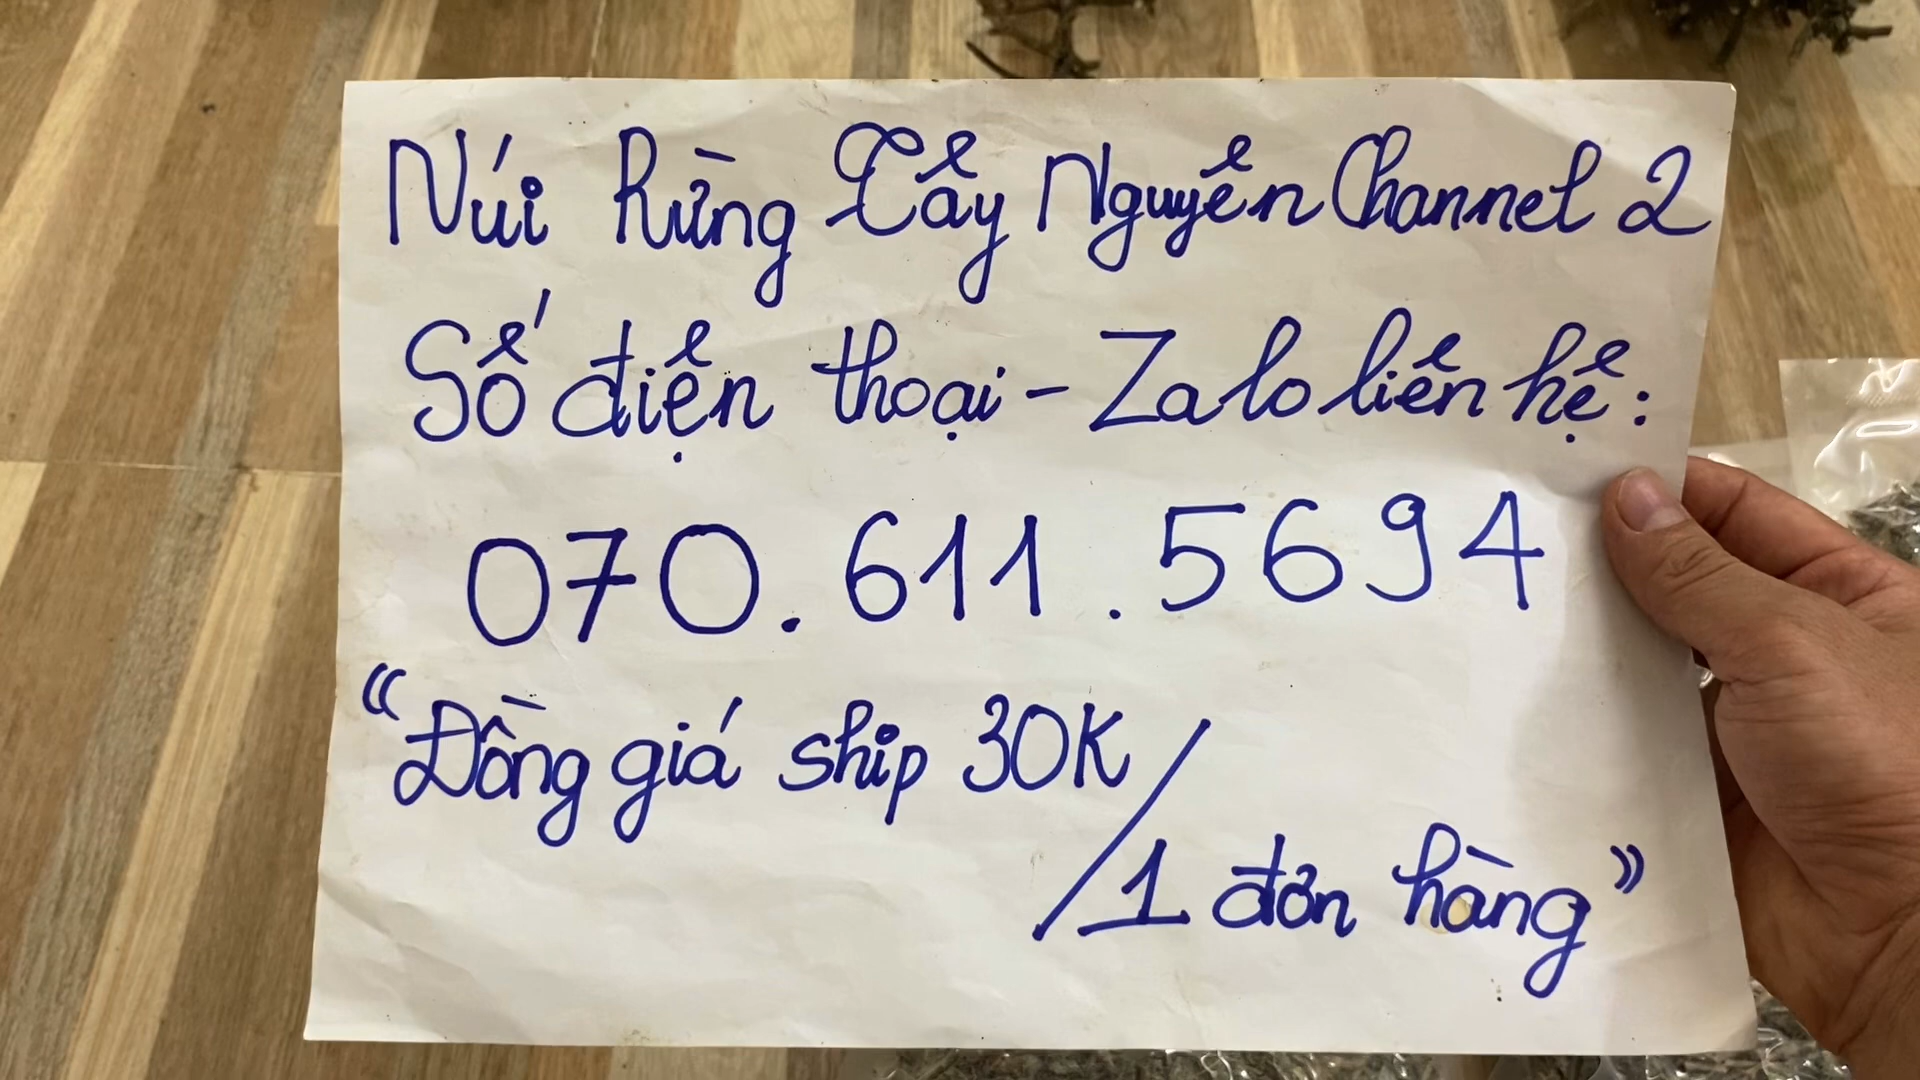 Núi Rừng Tây Nguyên Channel 2
Số điện thoại - Zalo liên hệ:
070.611.5694
"Đồng giá ship 30K
/1 đơn hàng"